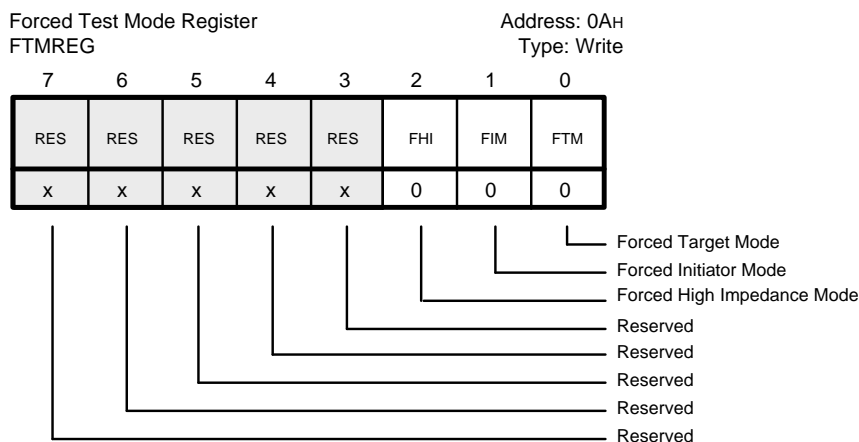 Forced Test Mode Register Address: 0AH
FTMREG Type: Write
7 6 5 4 3 2 1 0
RES RES RES RES RES FHI FIM FTM
x x x x x 0 0 0
Forced Target Mode
Forced Initiator Mode
Forced High Impedance Mode
Reserved
Reserved
Reserved
Reserved
Reserved